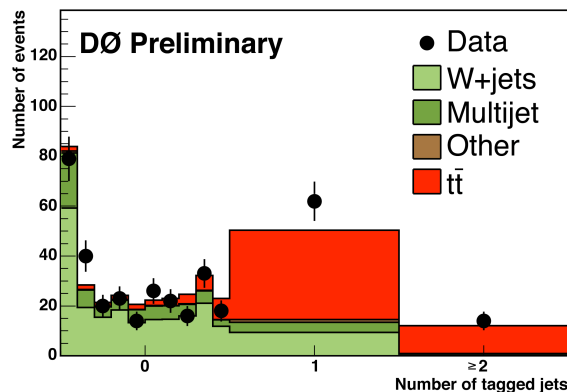 DØ Preliminary
Data
W+jets
Multijet
Other
tt̄
Number of events
120
100
80
60
40
20
0
0
1
≥2
Number of tagged jets